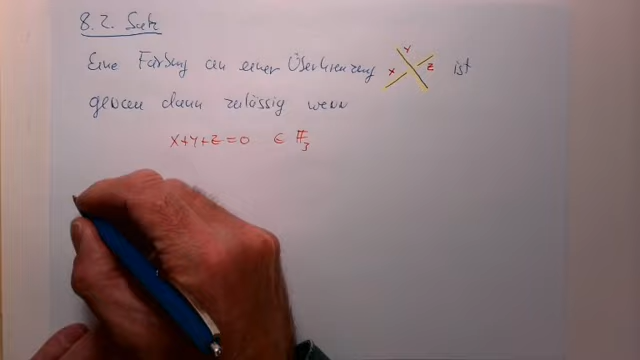 8.2. Satz
Eine Färbung an einer Überkreuzung x y z ist
genau dann zulässig wenn
x+y+z=0 ∈ 𝔽₃